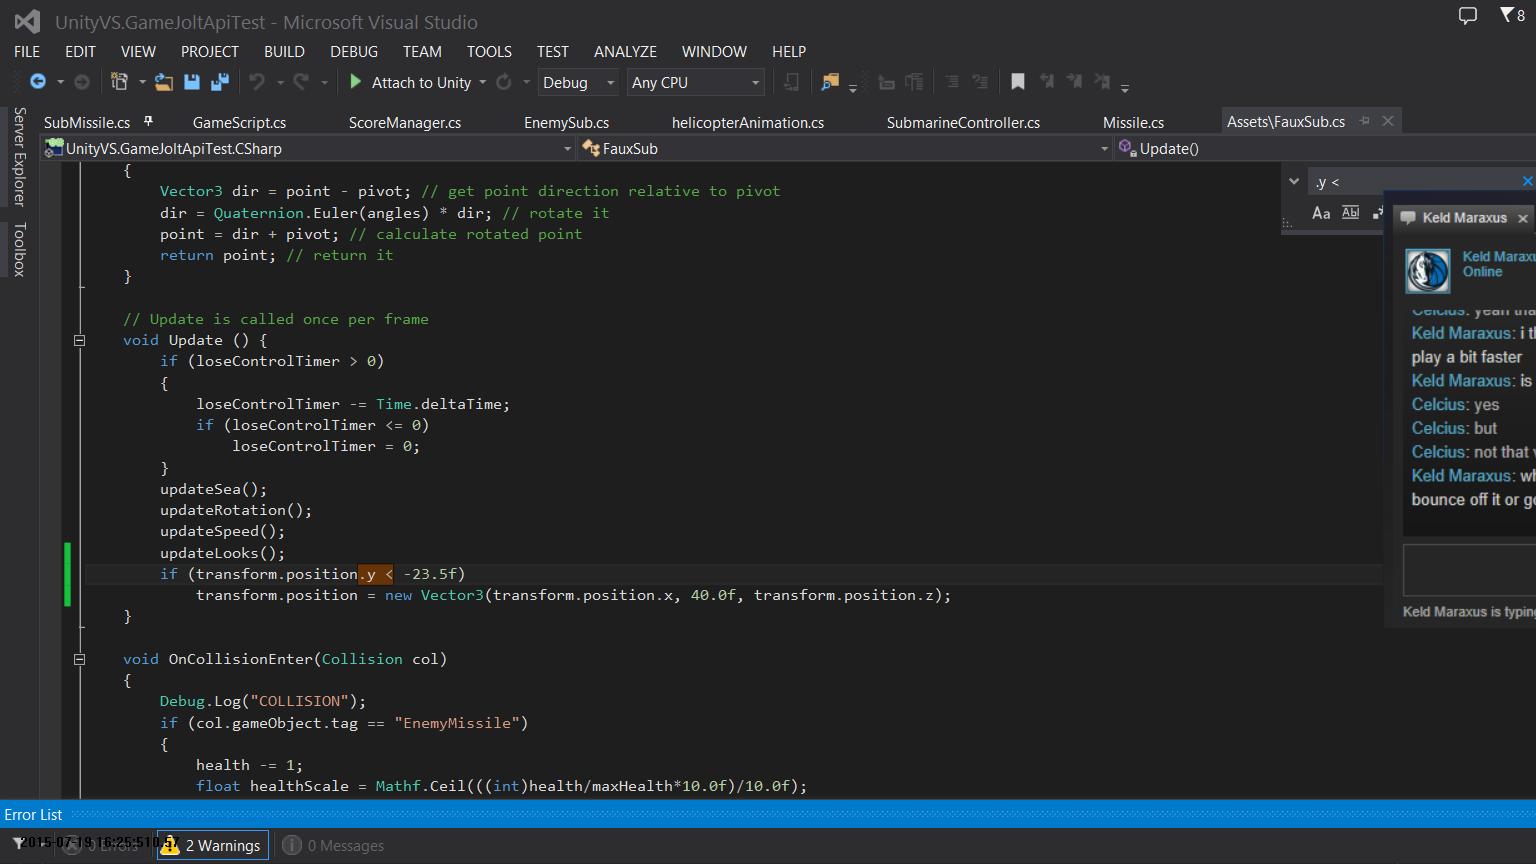 UnityVS.GameJoltApiTest - Microsoft Visual Studio
8
FILE EDIT VIEW PROJECT BUILD DEBUG TEAM TOOLS TEST ANALYZE WINDOW HELP
Attach to Unity Debug Any CPU
Server Explorer
Toolbox
SubMissile.cs GameScript.cs ScoreManager.cs EnemySub.cs helicopterAnimation.cs SubmarineController.cs Missile.cs Assets\FauxSub.cs
UnityVS.GameJoltApiTest.CSharp FauxSub Update()
{
Vector3 dir = point - pivot; // get point direction relative to pivot
dir = Quaternion.Euler(angles) * dir; // rotate it
point = dir + pivot; // calculate rotated point
return point; // return it
}
// Update is called once per frame
void Update () {
if (loseControlTimer > 0)
{
loseControlTimer -= Time.deltaTime;
if (loseControlTimer <= 0)
loseControlTimer = 0;
}
updateSea();
updateRotation();
updateSpeed();
updateLooks();
if (transform.position.y < -23.5f)
transform.position = new Vector3(transform.position.x, 40.0f, transform.position.z);
}
void OnCollisionEnter(Collision col)
{
Debug.Log("COLLISION");
if (col.gameObject.tag == "EnemyMissile")
{
health -= 1;
float healthScale = Mathf.Ceil(((int)health/maxHealth*10.0f)/10.0f);
.y <
Aa Abl
Keld Maraxus
Keld Maraxu
Online
Celcius: yeah tha
Keld Maraxus: i t
play a bit faster
Keld Maraxus: is
Celcius: yes
Celcius: but
Celcius: not that
Keld Maraxus: wh
bounce off it or go
Keld Maraxus is typing
Error List
0 Errors 2 Warnings 0 Messages